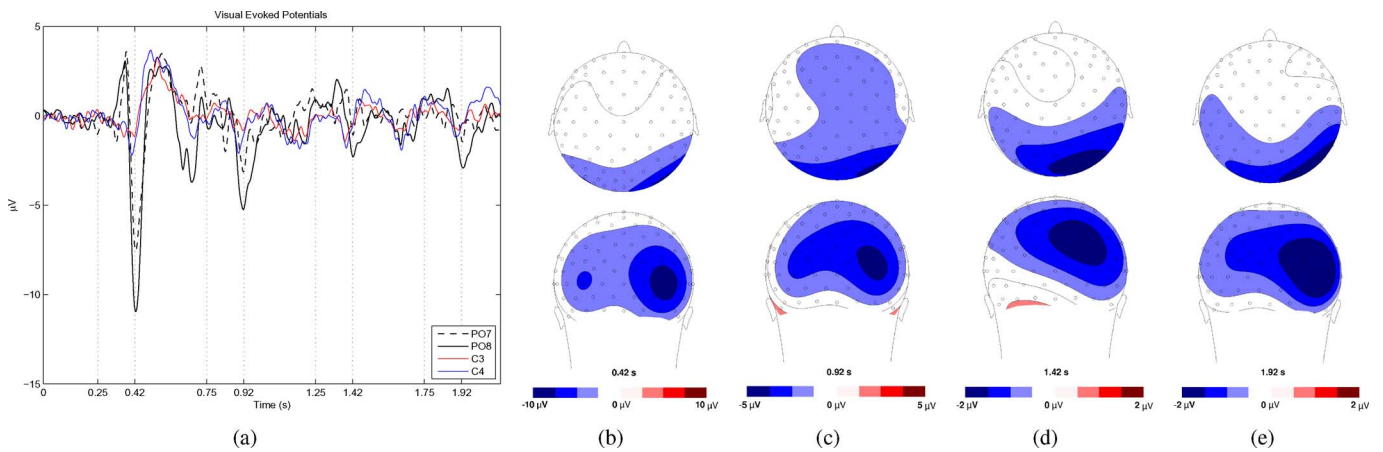 Visual Evoked Potentials
5
0
−5
−10
−15
μV
0 0.25 0.42 0.75 0.92 1.25 1.42 1.75 1.92
Time (s)
PO7
PO8
C3
C4
(a)
0.42 s
-10 μV 0 μV 10 μV
(b)
0.92 s
-5 μV 0 μV 5 μV
(c)
1.42 s
-2 μV 0 μV 2 μV
(d)
1.92 s
-2 μV 0 μV 2 μV
(e)